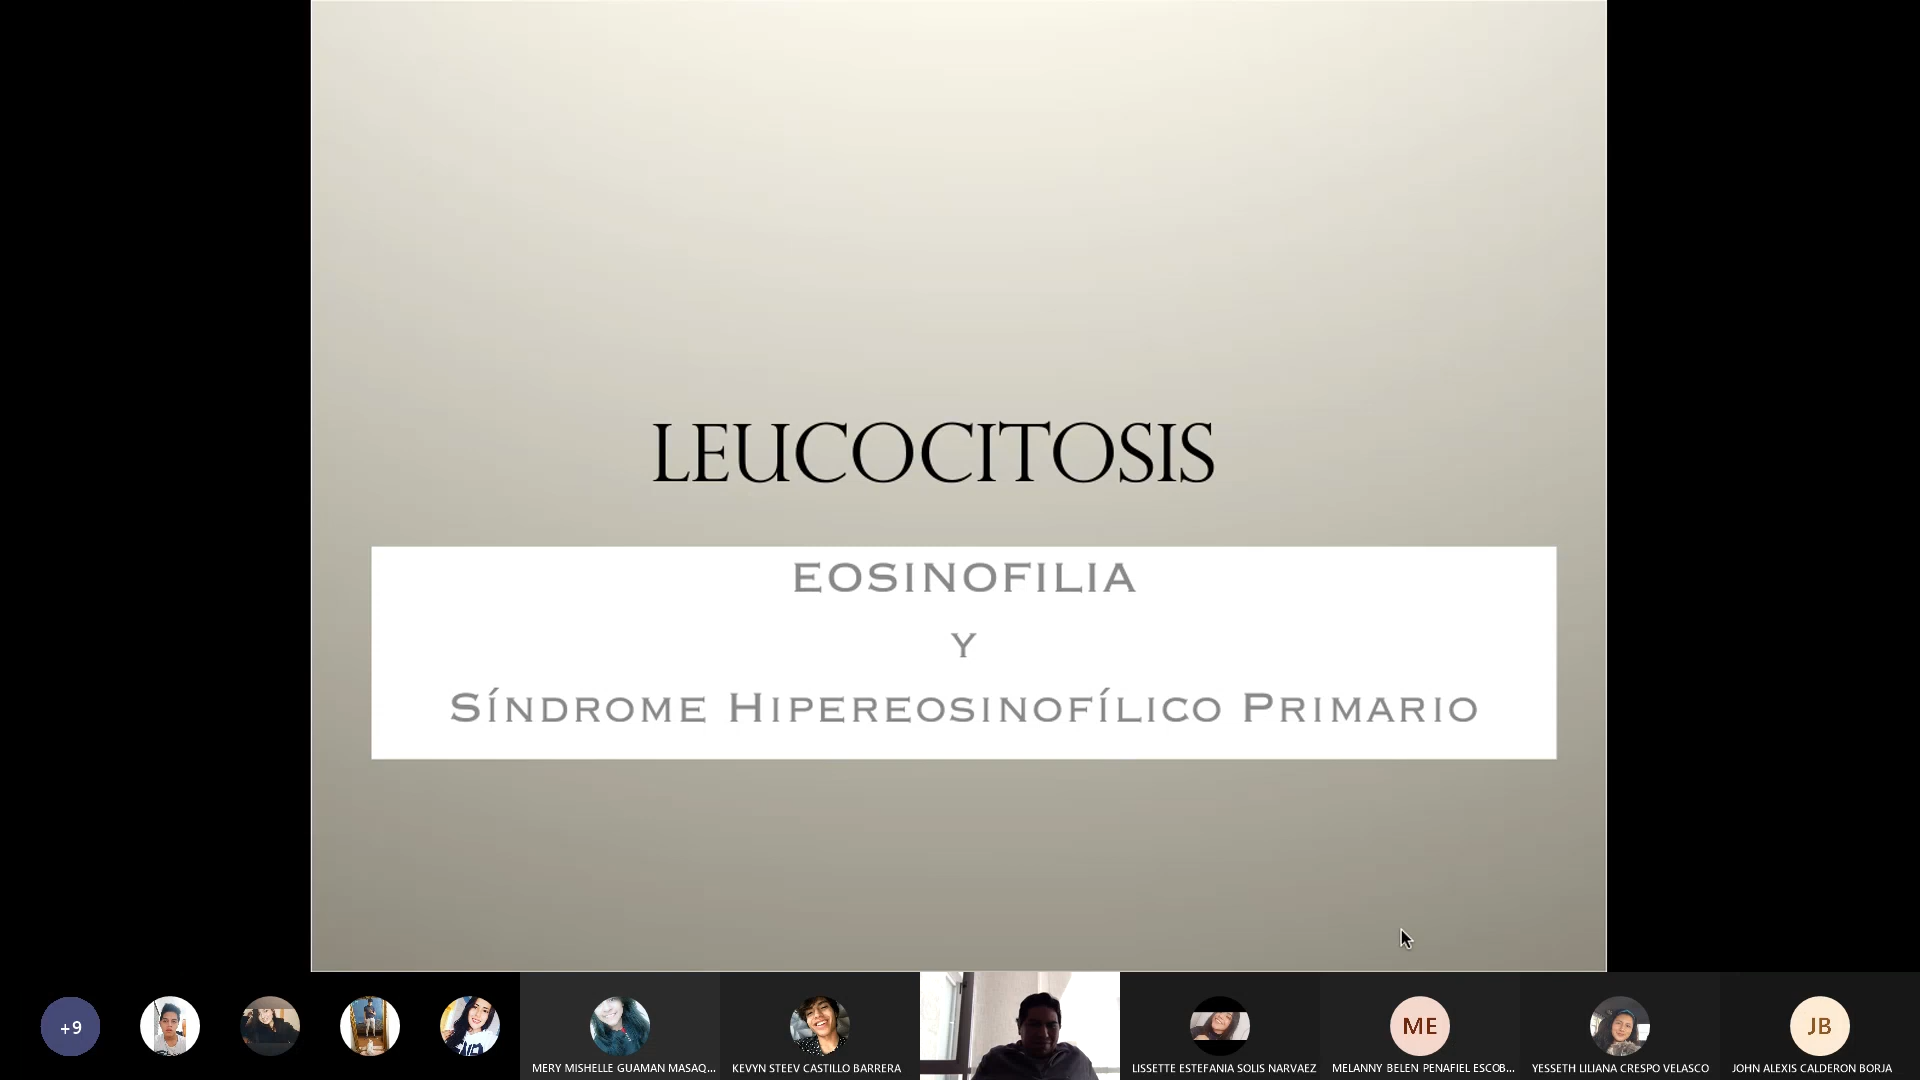 LEUCOCITOSIS
EOSINOFILIA
Y
SÍNDROME HIPEREOSINOFÍLICO PRIMARIO
+9
MERY MISHELLE GUAMAN MASAQ...
KEVYN STEEV CASTILLO BARRERA
LISSETTE ESTEFANIA SOLIS NARVAEZ
ME
MELANNY BELEN PENAFIEL ESCOB...
YESSETH LILIANA CRESPO VELASCO
JB
JOHN ALEXIS CALDERON BORJA